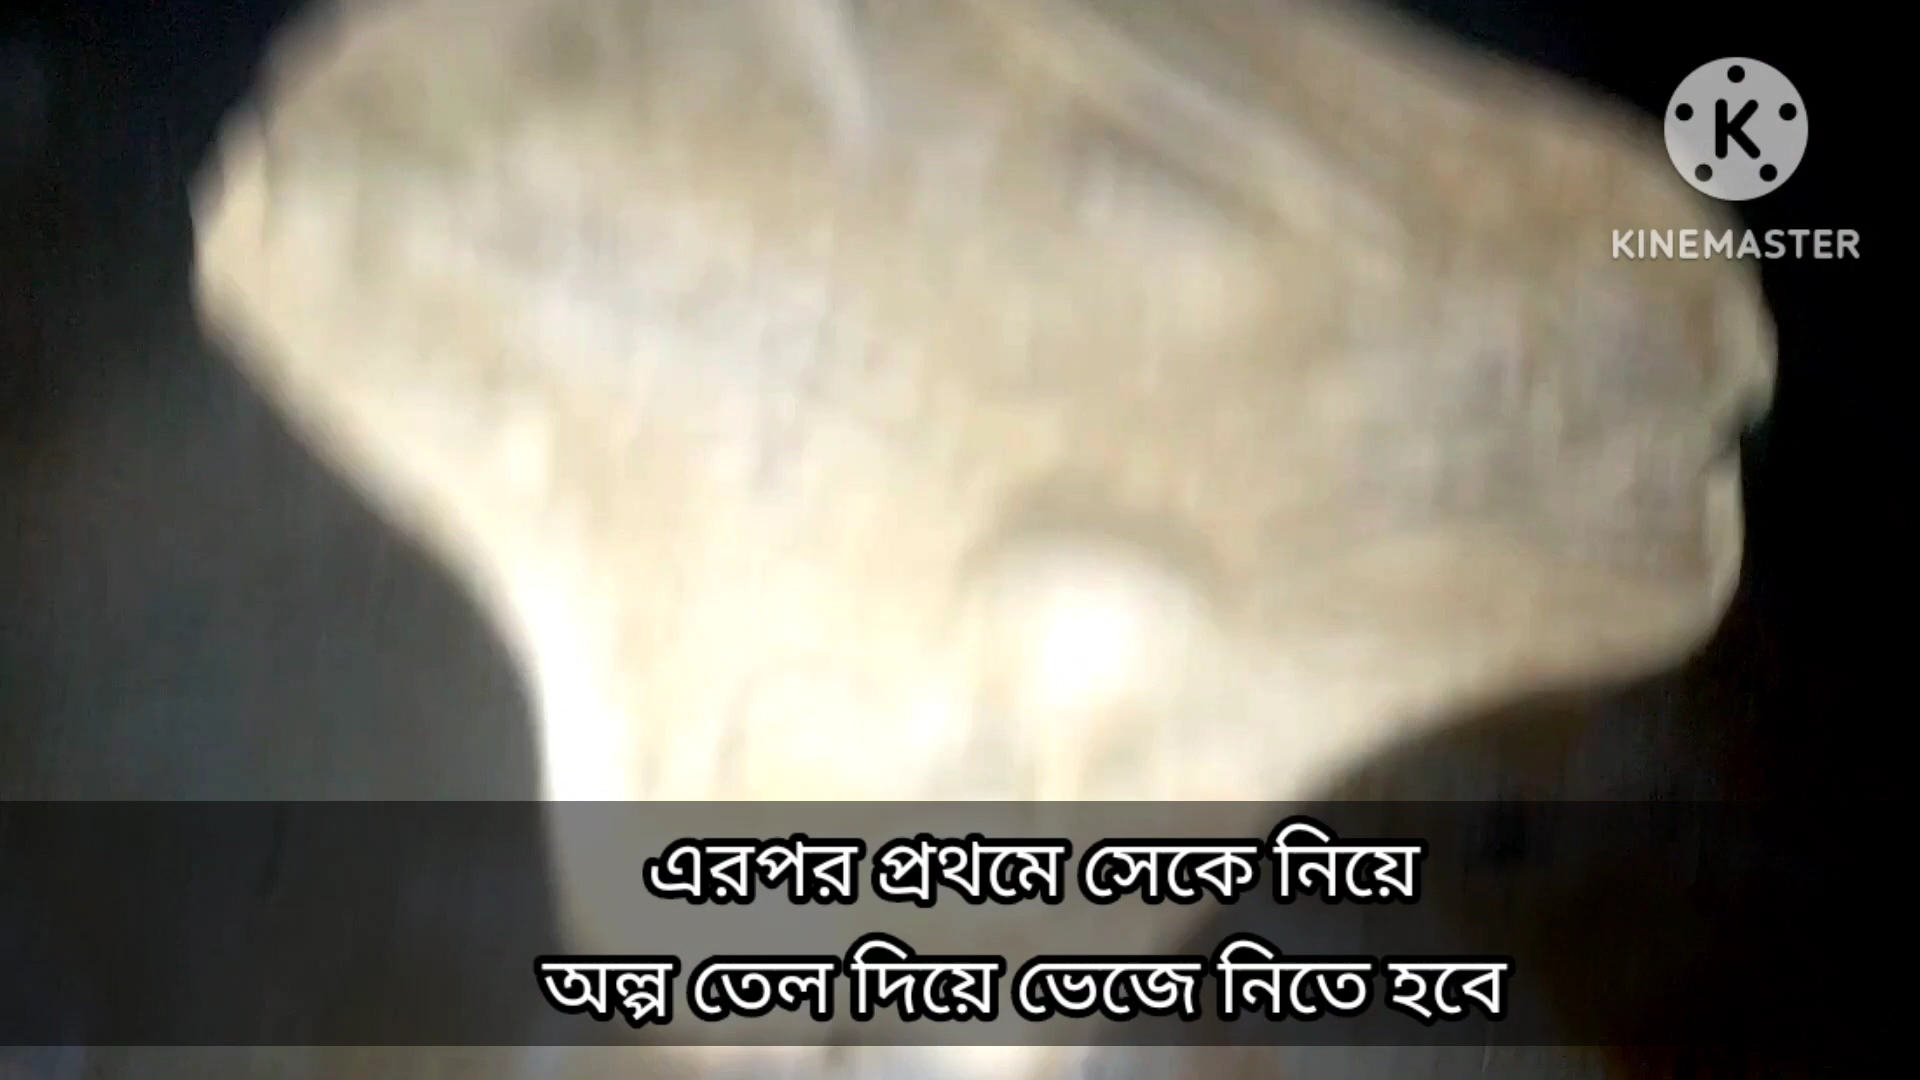 K
KINEMASTER
এরপর প্রথমে সেকে নিয়ে
অল্প তেল দিয়ে ভেজে নিতে হবে